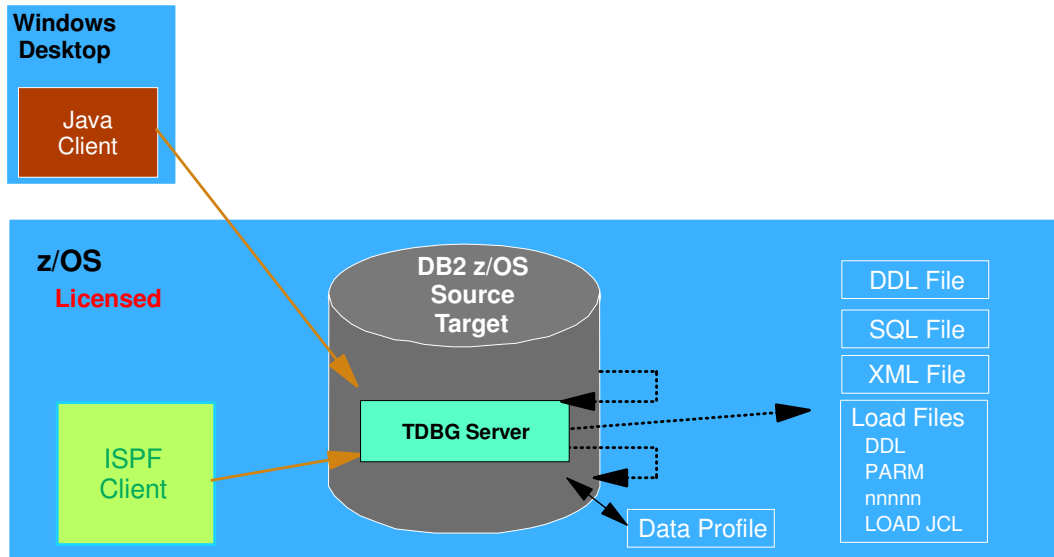 Windows
Desktop
Java
Client
z/OS
Licensed
DB2 z/OS
Source
Target
TDBG Server
ISPF
Client
Data Profile
DDL File
SQL File
XML File
Load Files
DDL
PARM
nnnnn
LOAD JCL